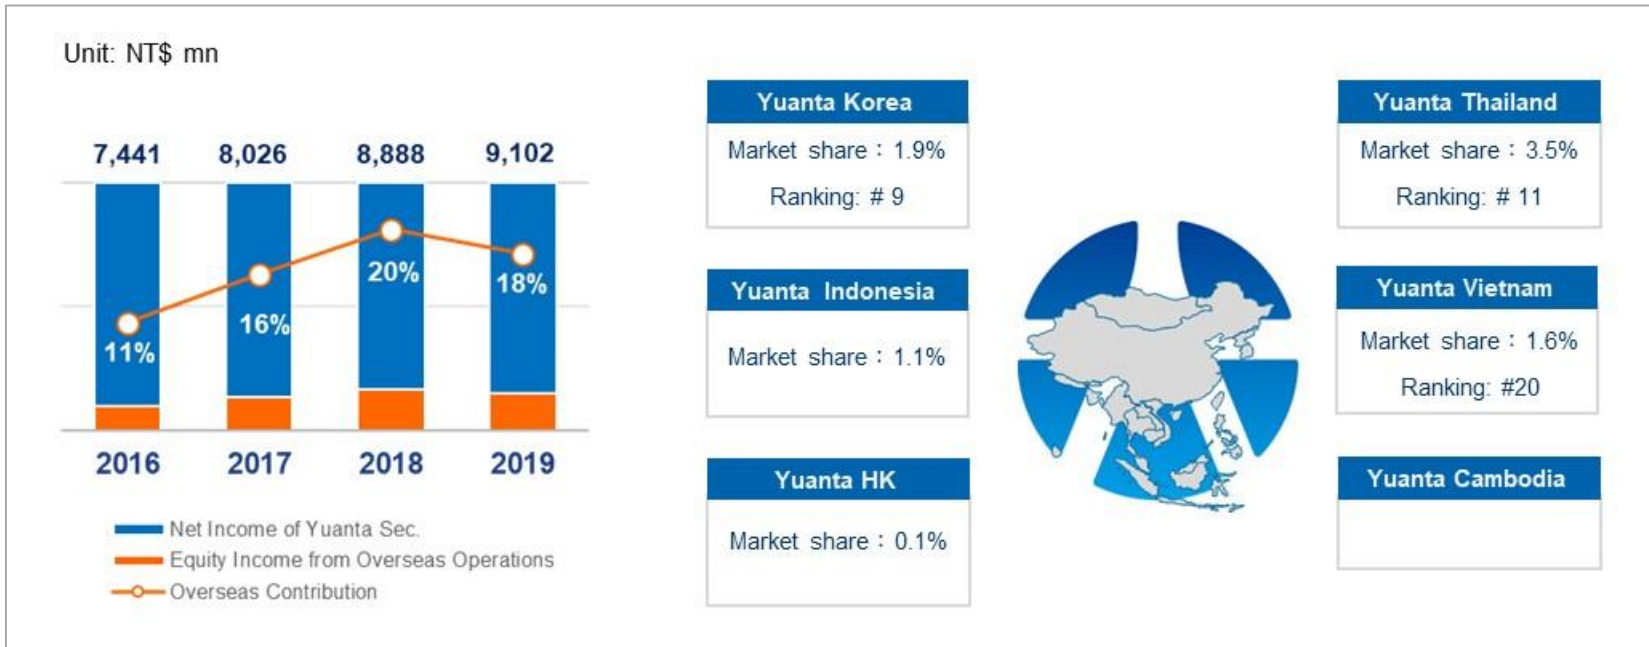 Unit: NT$ mn
7,441 8,026 8,888 9,102
11% 16% 20% 18%
2016 2017 2018 2019
Net Income of Yuanta Sec.
Equity Income from Overseas Operations
Overseas Contribution
Yuanta Korea
Market share：1.9%
Ranking: # 9
Yuanta Indonesia
Market share：1.1%
Yuanta HK
Market share：0.1%
Yuanta Thailand
Market share：3.5%
Ranking: # 11
Yuanta Vietnam
Market share：1.6%
Ranking: #20
Yuanta Cambodia